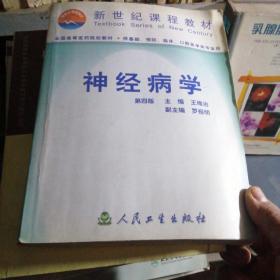 新世纪课程教材
Textbook Series of New Century
全国高等医药院校教材·供基础、预防、临床、口腔医学类专业用
神经病学
第四版 主编 王维治
副主编 罗祖明
人民卫生出版社
乳腺